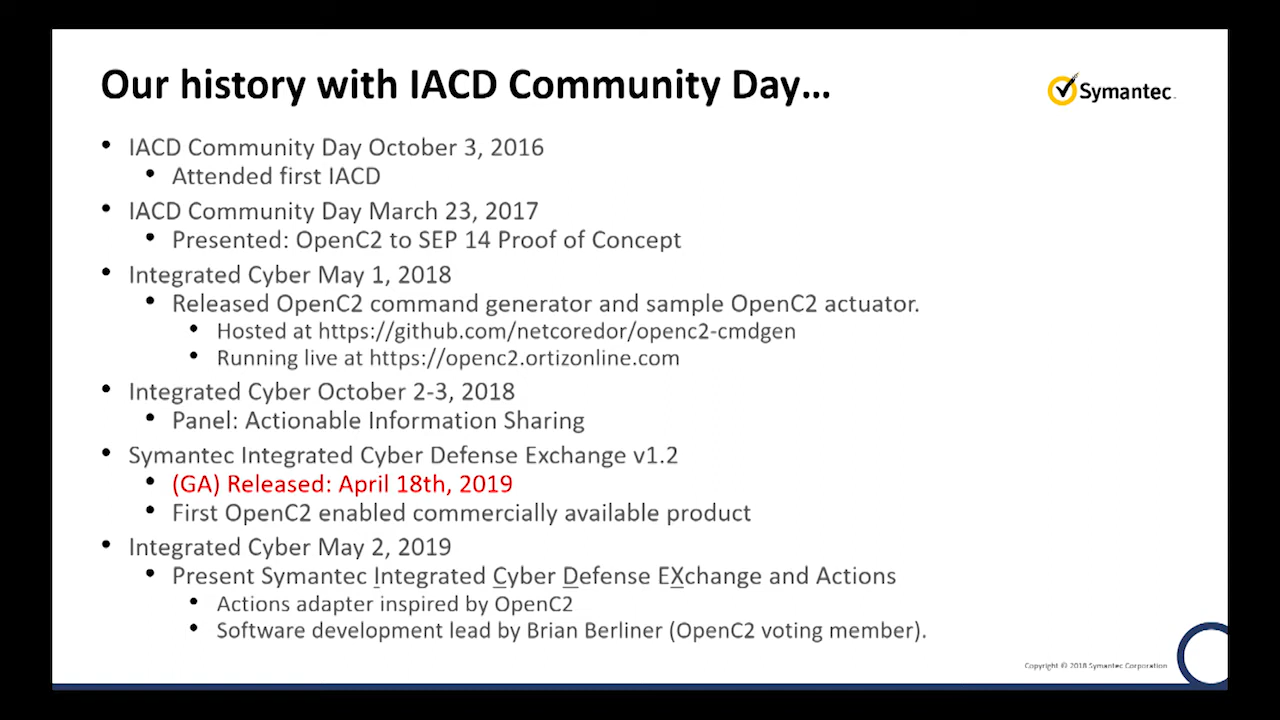 Our history with IACD Community Day...
Symantec
• IACD Community Day October 3, 2016
• Attended first IACD
• IACD Community Day March 23, 2017
• Presented: OpenC2 to SEP 14 Proof of Concept
• Integrated Cyber May 1, 2018
• Released OpenC2 command generator and sample OpenC2 actuator.
• Hosted at https://github.com/netcoredor/openc2-cmdgen
• Running live at https://openc2.ortizonline.com
• Integrated Cyber October 2-3, 2018
• Panel: Actionable Information Sharing
• Symantec Integrated Cyber Defense Exchange v1.2
• (GA) Released: April 18th, 2019
• First OpenC2 enabled commercially available product
• Integrated Cyber May 2, 2019
• Present Symantec Integrated Cyber Defense EXchange and Actions
• Actions adapter inspired by OpenC2
• Software development lead by Brian Berliner (OpenC2 voting member).
Copyright © 2018 Symantec Corporation